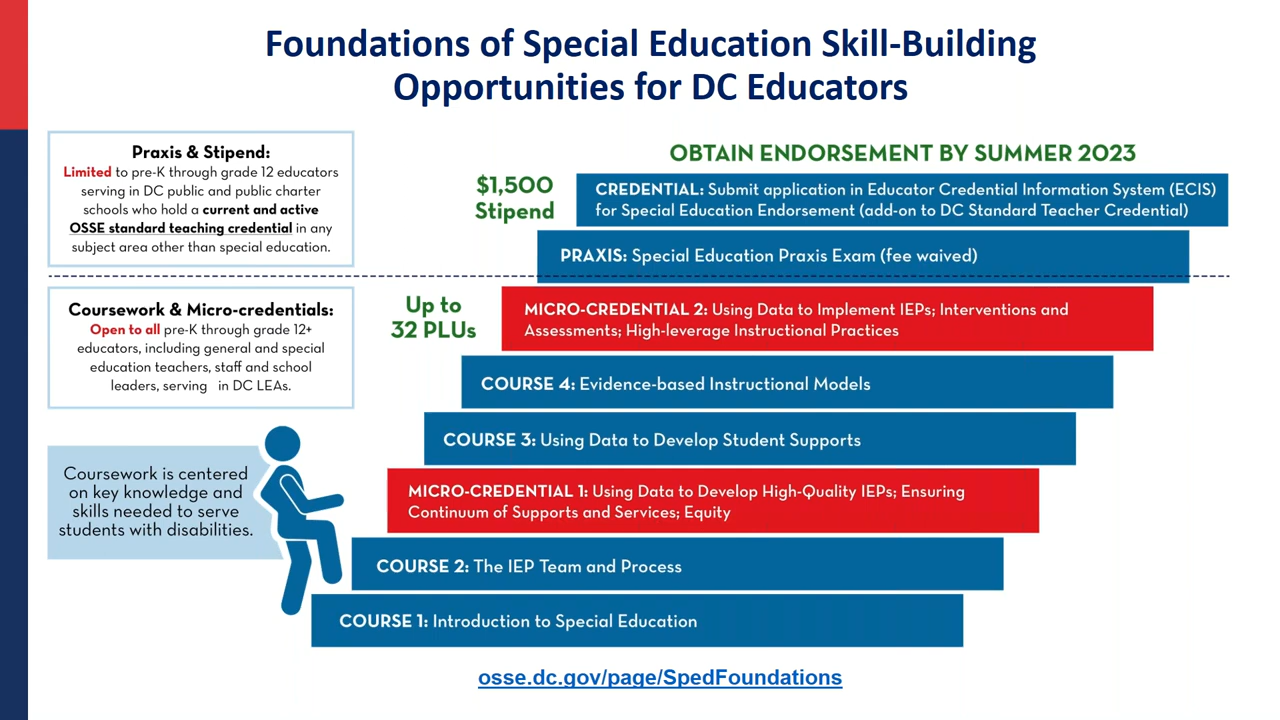 Foundations of Special Education Skill-Building
Opportunities for DC Educators
Praxis & Stipend:
Limited to pre-K through grade 12 educators
serving in DC public and public charter
schools who hold a current and active
OSSE standard teaching credential in any
subject area other than special education.
OBTAIN ENDORSEMENT BY SUMMER 2023
$1,500
Stipend
CREDENTIAL: Submit application in Educator Credential Information System (ECIS)
for Special Education Endorsement (add-on to DC Standard Teacher Credential)
PRAXIS: Special Education Praxis Exam (fee waived)
Coursework & Micro-credentials:
Open to all pre-K through grade 12+
educators, including general and special
education teachers, staff and school
leaders, serving in DC LEAs.
Up to
32 PLUs
MICRO-CREDENTIAL 2: Using Data to Implement IEPs; Interventions and
Assessments; High-leverage Instructional Practices
COURSE 4: Evidence-based Instructional Models
COURSE 3: Using Data to Develop Student Supports
Coursework is centered
on key knowledge and
skills needed to serve
students with disabilities.
MICRO-CREDENTIAL 1: Using Data to Develop High-Quality IEPs; Ensuring
Continuum of Supports and Services; Equity
COURSE 2: The IEP Team and Process
COURSE 1: Introduction to Special Education
osse.dc.gov/page/SpedFoundations